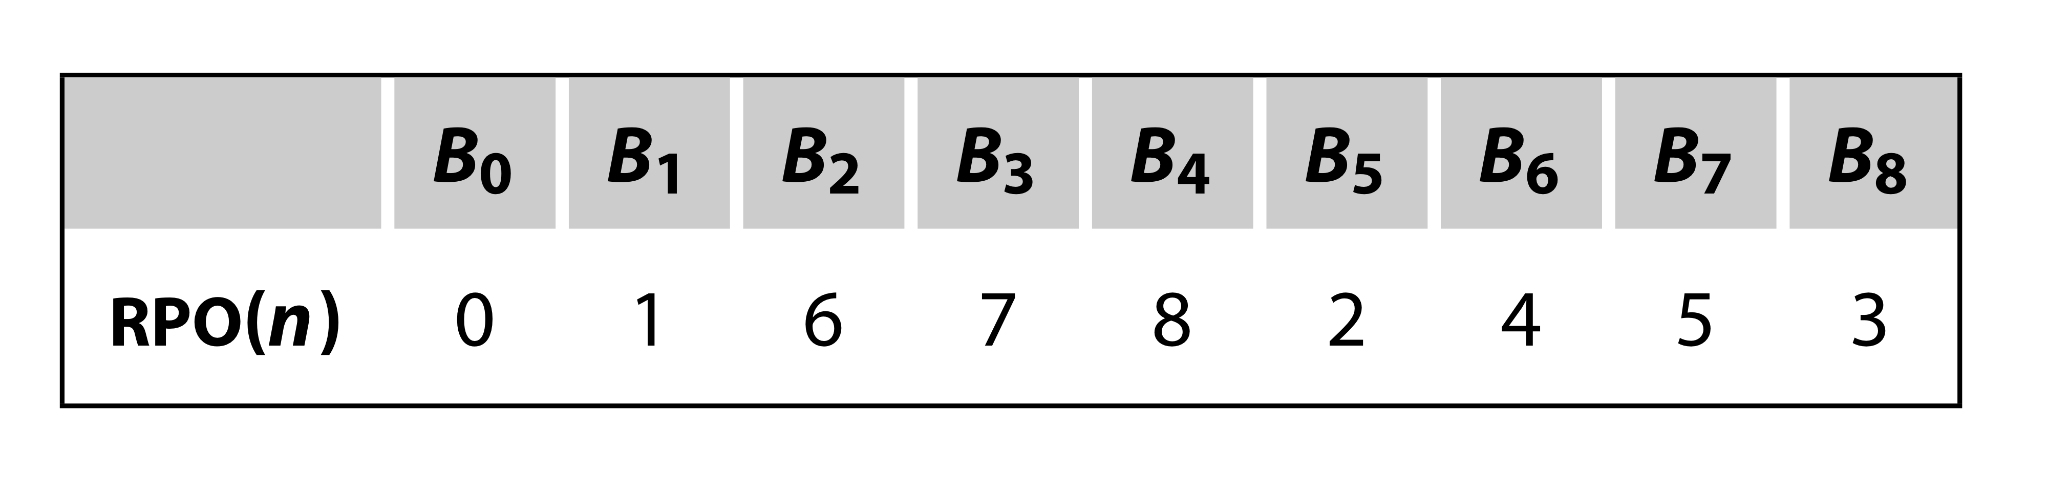 B0 B1 B2 B3 B4 B5 B6 B7 B8
RPO(n) 0 1 6 7 8 2 4 5 3